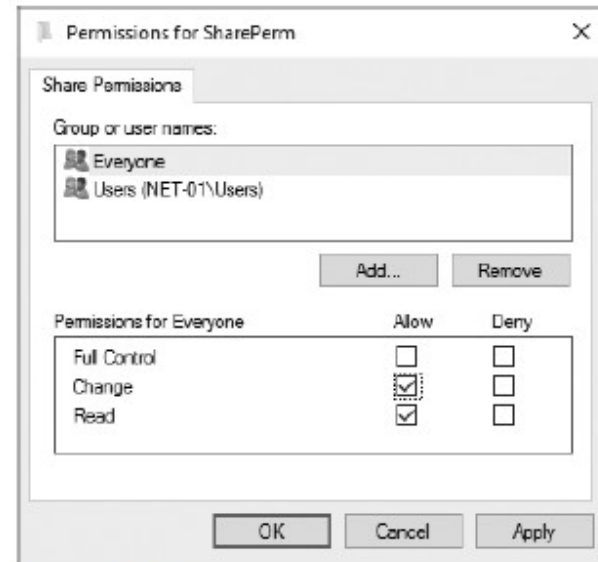 Permissions for SharePerm
Share Permissions
Group or user names:
Everyone
Users (NET-01\Users)
Add... Remove
Permissions for Everyone Allow Deny
Full Control
Change
Read
OK Cancel Apply